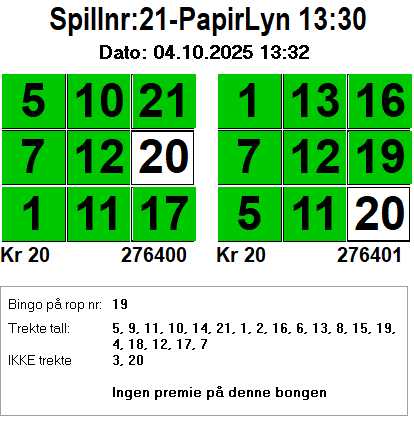 Spillnr:21-PapirLyn 13:30
Dato: 04.10.2025 13:32
5 10 21 1 13 16
7 12 20 7 12 19
1 11 17 5 11 20
Kr 20 276400 Kr 20 276401
Bingo på rop nr: 19
Trekte tall: 5, 9, 11, 10, 14, 21, 1, 2, 16, 6, 13, 8, 15, 19,
4, 18, 12, 17, 7
IKKE trekte 3, 20
Ingen premie på denne bongen